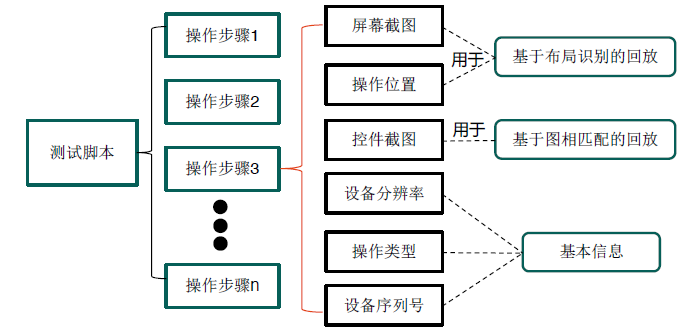 测试脚本
操作步骤1
操作步骤2
操作步骤3
操作步骤n
屏幕截图
操作位置
控件截图
设备分辨率
操作类型
设备序列号
用于
用于
基于布局识别的回放
基于图相匹配的回放
基本信息